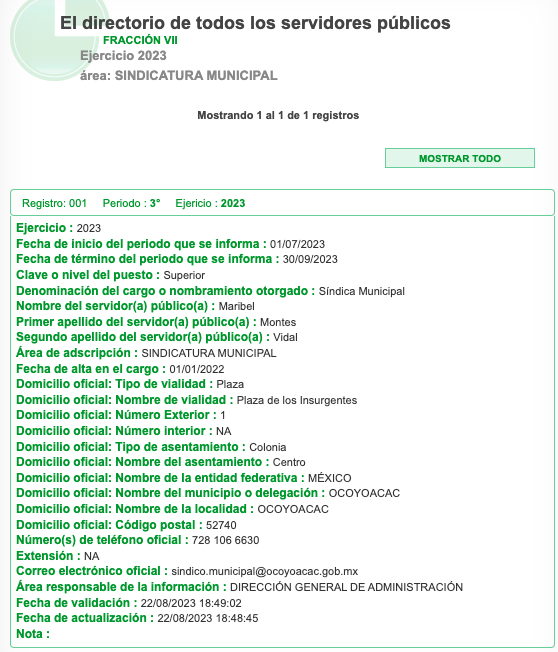 El directorio de todos los servidores públicos
FRACCIÓN VII
Ejercicio 2023
área: SINDICATURA MUNICIPAL
Mostrando 1 al 1 de 1 registros
MOSTRAR TODO
Registro: 001 Periodo : 3° Ejericio : 2023
Ejercicio : 2023
Fecha de inicio del periodo que se informa : 01/07/2023
Fecha de término del periodo que se informa : 30/09/2023
Clave o nivel del puesto : Superior
Denominación del cargo o nombramiento otorgado : Síndica Municipal
Nombre del servidor(a) público(a) : Maribel
Primer apellido del servidor(a) público(a) : Montes
Segundo apellido del servidor(a) público(a) : Vidal
Área de adscripción : SINDICATURA MUNICIPAL
Fecha de alta en el cargo : 01/01/2022
Domicilio oficial: Tipo de vialidad : Plaza
Domicilio oficial: Nombre de vialidad : Plaza de los Insurgentes
Domicilio oficial: Número Exterior : 1
Domicilio oficial: Número interior : NA
Domicilio oficial: Tipo de asentamiento : Colonia
Domicilio oficial: Nombre del asentamiento : Centro
Domicilio oficial: Nombre de la entidad federativa : MÉXICO
Domicilio oficial: Nombre del municipio o delegación : OCOYOACAC
Domicilio oficial: Nombre de la localidad : OCOYOACAC
Domicilio oficial: Código postal : 52740
Número(s) de teléfono oficial : 728 106 6630
Extensión : NA
Correo electrónico oficial : sindico.municipal@ocoyoacac.gob.mx
Área responsable de la información : DIRECCIÓN GENERAL DE ADMINISTRACIÓN
Fecha de validación : 22/08/2023 18:49:02
Fecha de actualización : 22/08/2023 18:48:45
Nota :